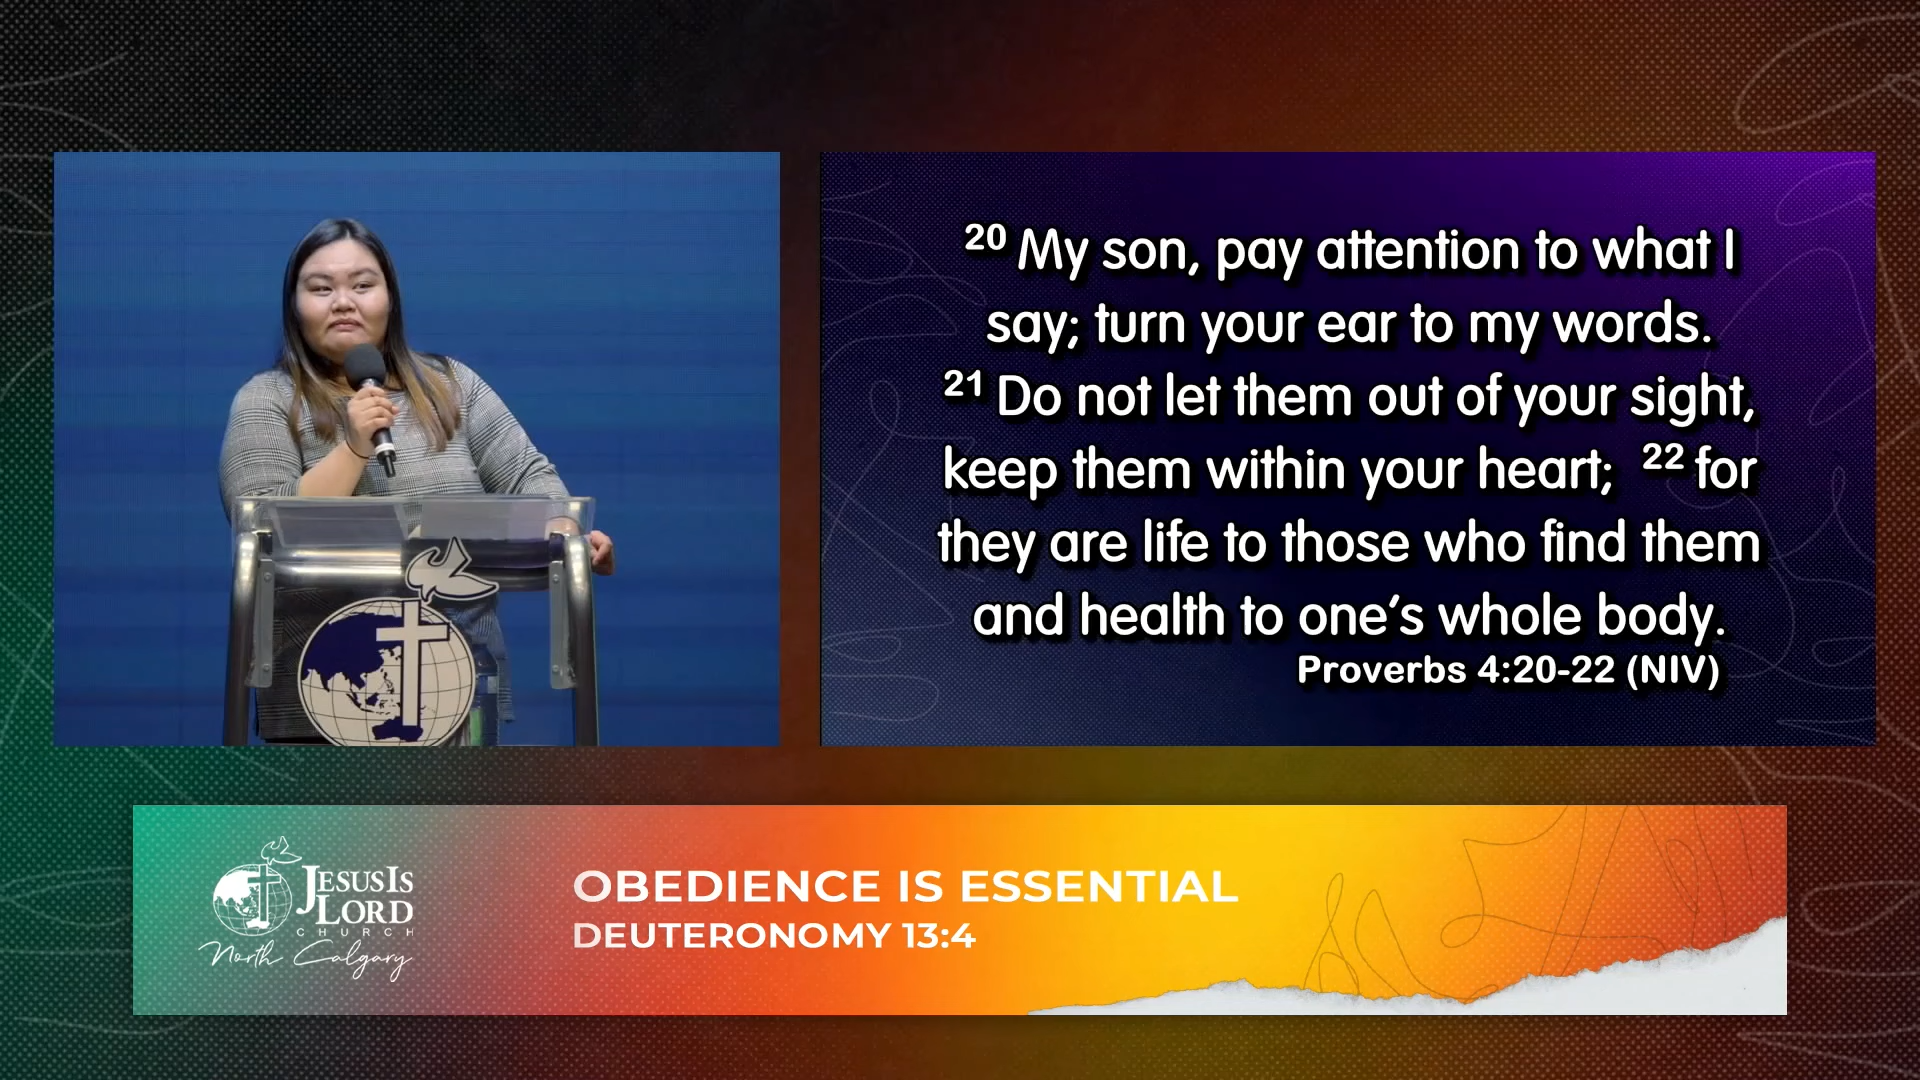 20 My son, pay attention to what I
say; turn your ear to my words.
21 Do not let them out of your sight,
keep them within your heart; 22 for
they are life to those who find them
and health to one's whole body.
Proverbs 4:20-22 (NIV)
JESUS IS
LORD
CHURCH
North Calgary
OBEDIENCE IS ESSENTIAL
DEUTERONOMY 13:4